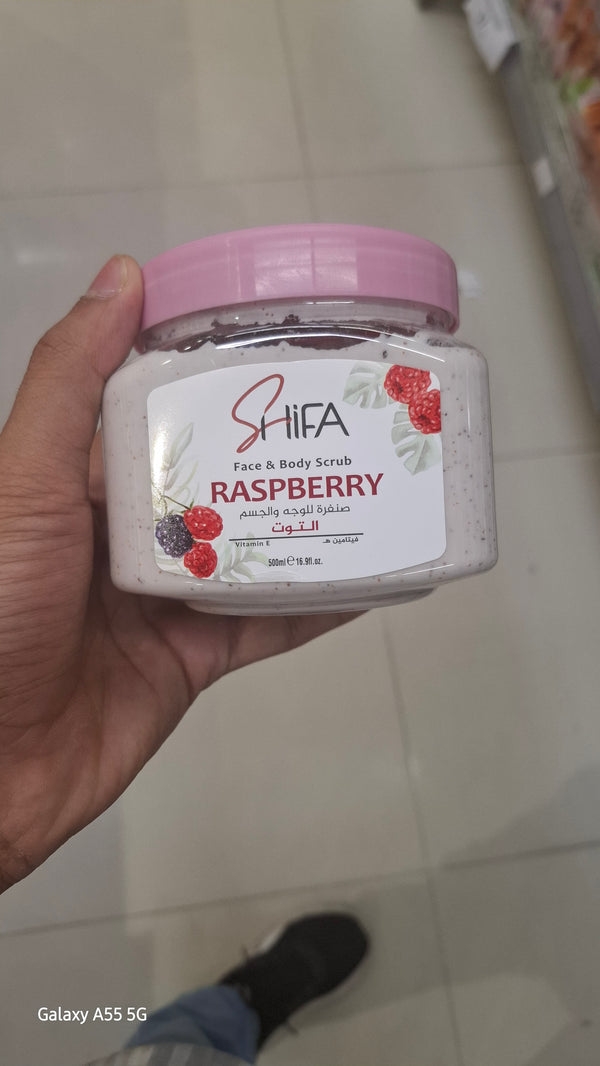 SHiFA
Face & Body Scrub
RASPBERRY
صنفرة للوجه والجسم
التوت
Vitamin E فيتامين هـ
500ml ℮ 16.9fl.oz.
Galaxy A55 5G